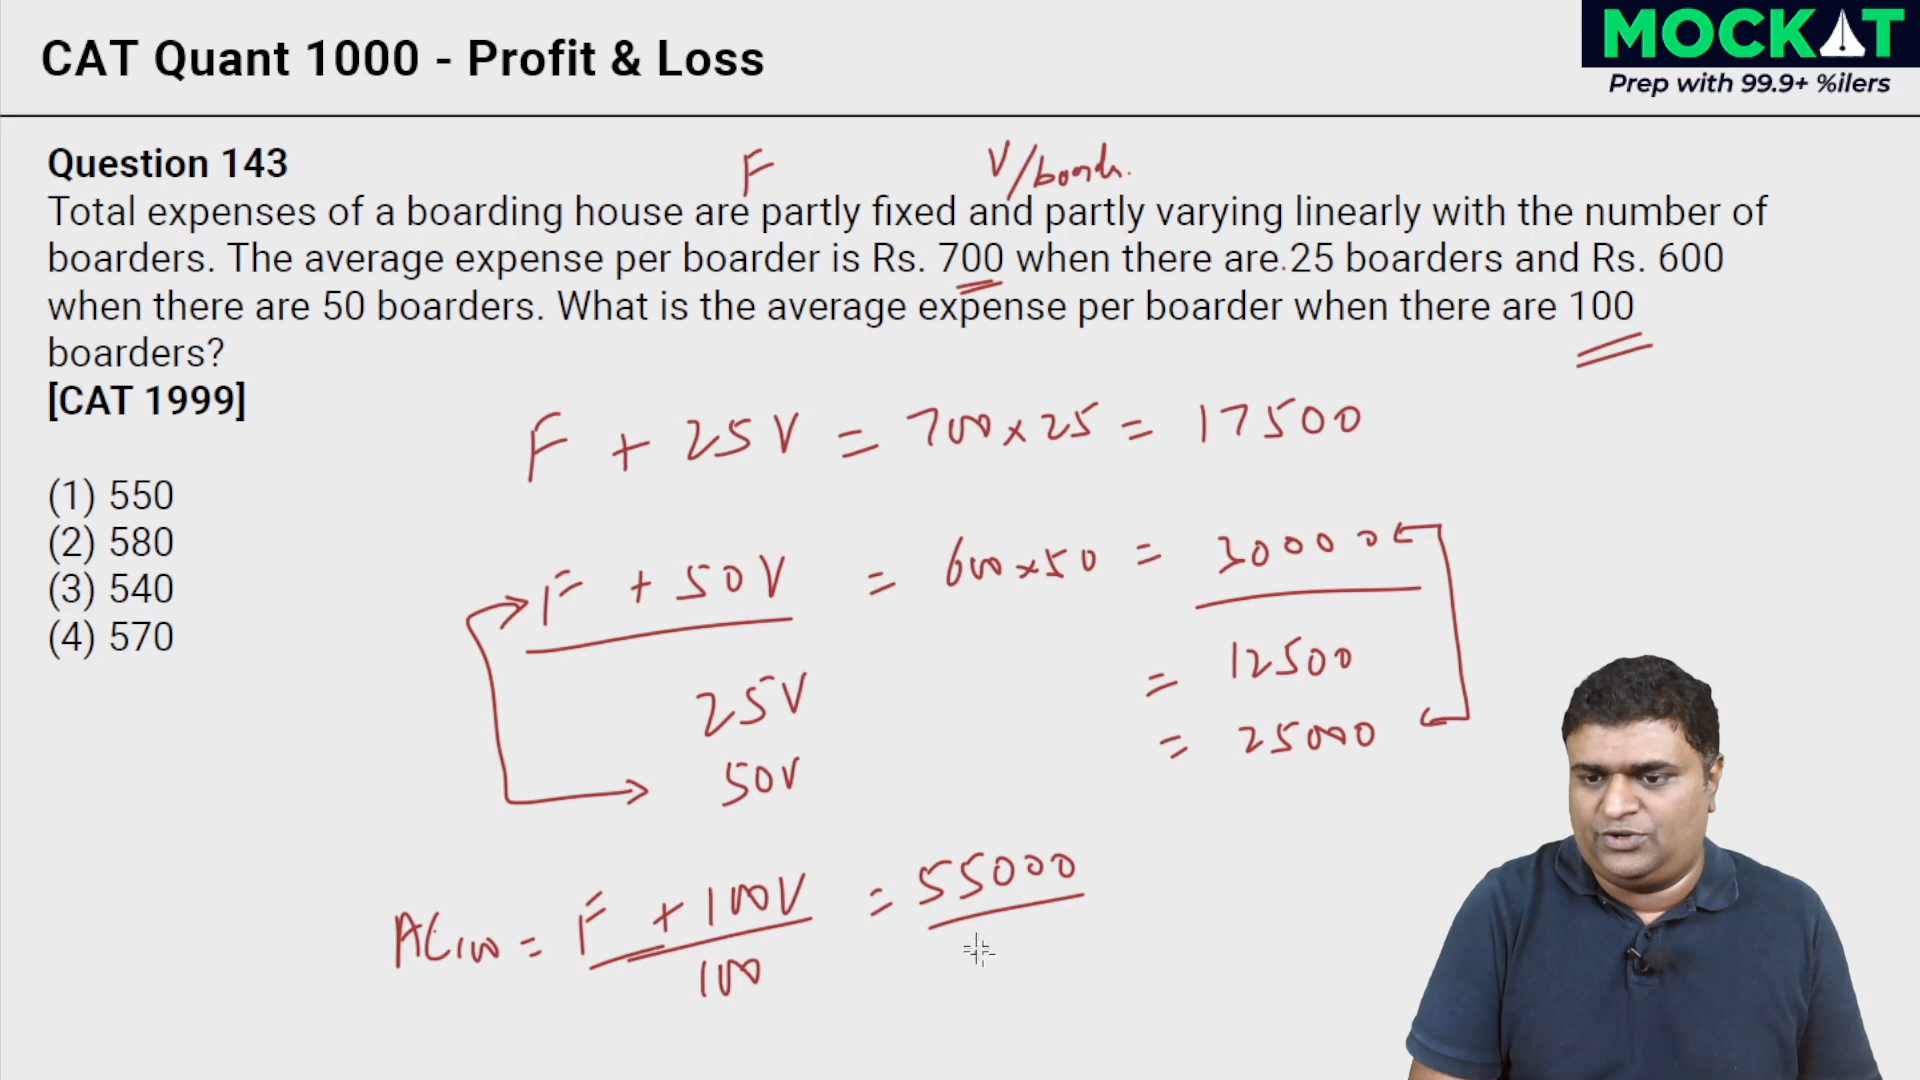 CAT Quant 1000 - Profit & Loss
MOCKAT
Prep with 99.9+ %ilers
Question 143
F V/board.
Total expenses of a boarding house are partly fixed and partly varying linearly with the number of
boarders. The average expense per boarder is Rs. 700 when there are 25 boarders and Rs. 600
when there are 50 boarders. What is the average expense per boarder when there are 100
boarders?
[CAT 1999]
F + 25V = 700 x 25 = 17500
(1) 550
(2) 580
(3) 540
(4) 570
F + 50V = 600 x 50 = 30000
25V = 12500
50V = 25000
AC100 = F + 100V = 55000
100